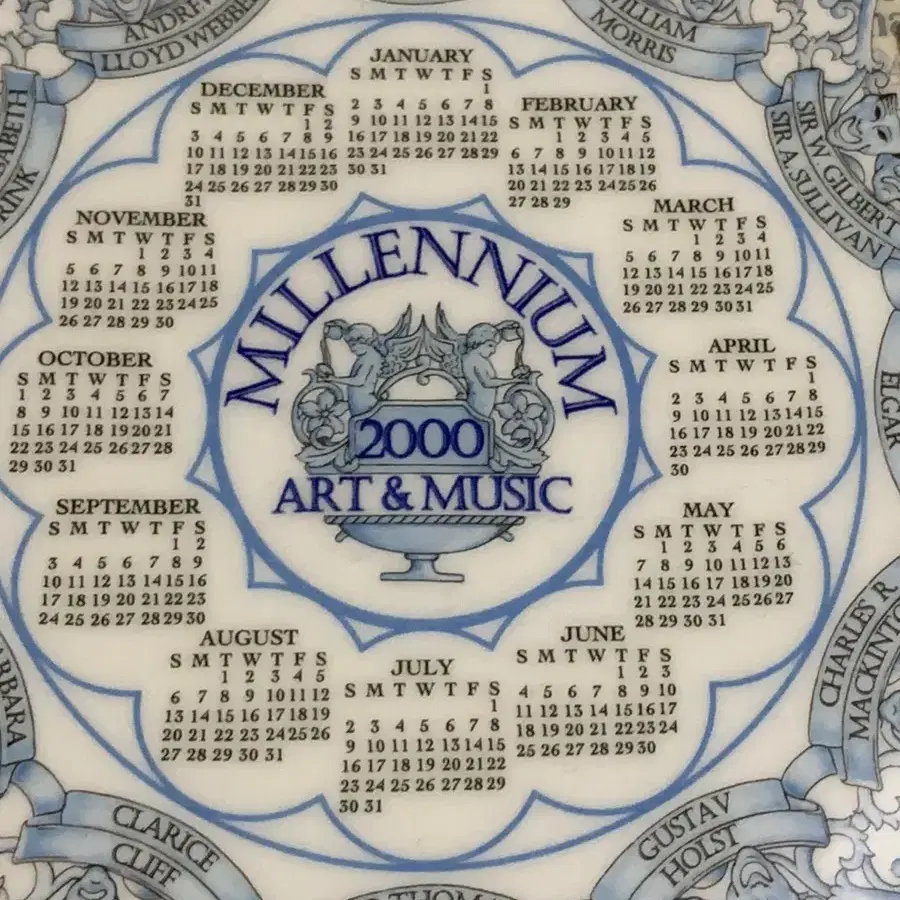 ANDREW
LLOYD WEBBER
WILLIAM
MORRIS
SIR W. GILBERT
SIR A. SULLIVAN
ELGAR
CHARLES R.
GUSTAV
HOLST
CLARICE
CLIFF
MILLENNIUM
2000
ART & MUSIC
JANUARY
S M T W T F S
1
2 3 4 5 6 7 8
9 10 11 12 13 14 15
16 17 18 19 20 21 22
23 24 25 26 27 28 29
30 31
FEBRUARY
S M T W T F S
1 2 3 4 5
6 7 8 9 10 11 12
13 14 15 16 17 18 19
20 21 22 23 24 25 26
27 28 29
MARCH
S M T W T F S
1 2 3 4
5 6 7 8 9 10 11
12 13 14 15 16 17 18
19 20 21 22 23 24 25
26 27 28 29 30 31
APRIL
S M T W T F S
1
2 3 4 5 6 7 8
9 10 11 12 13 14 15
16 17 18 19 20 21 22
23 24 25 26 27 28 29
30
MAY
S M T W T F S
1 2 3 4 5 6
7 8 9 10 11 12 13
14 15 16 17 18 19 20
21 22 23 24 25 26 27
28 29 30 31
JUNE
S M T W T F S
1 2 3
4 5 6 7 8 9 10
11 12 13 14 15 16 17
18 19 20 21 22 23 24
25 26 27 28 29 30
JULY
S M T W T F S
1
2 3 4 5 6 7 8
9 10 11 12 13 14 15
16 17 18 19 20 21 22
23 24 25 26 27 28 29
30 31
AUGUST
S M T W T F S
1 2 3 4 5
6 7 8 9 10 11 12
13 14 15 16 17 18 19
20 21 22 23 24 25 26
27 28 29 30 31
SEPTEMBER
S M T W T F S
1 2
3 4 5 6 7 8 9
10 11 12 13 14 15 16
17 18 19 20 21 22 23
24 25 26 27 28 29 30
OCTOBER
S M T W T F S
1 2 3 4 5 6 7
8 9 10 11 12 13 14
15 16 17 18 19 20 21
22 23 24 25 26 27 28
29 30 31
NOVEMBER
S M T W T F S
1 2 3 4
5 6 7 8 9 10 11
12 13 14 15 16 17 18
19 20 21 22 23 24 25
26 27 28 29 30
DECEMBER
S M T W T F S
1 2
3 4 5 6 7 8 9
10 11 12 13 14 15 16
17 18 19 20 21 22 23
24 25 26 27 28 29 30
31